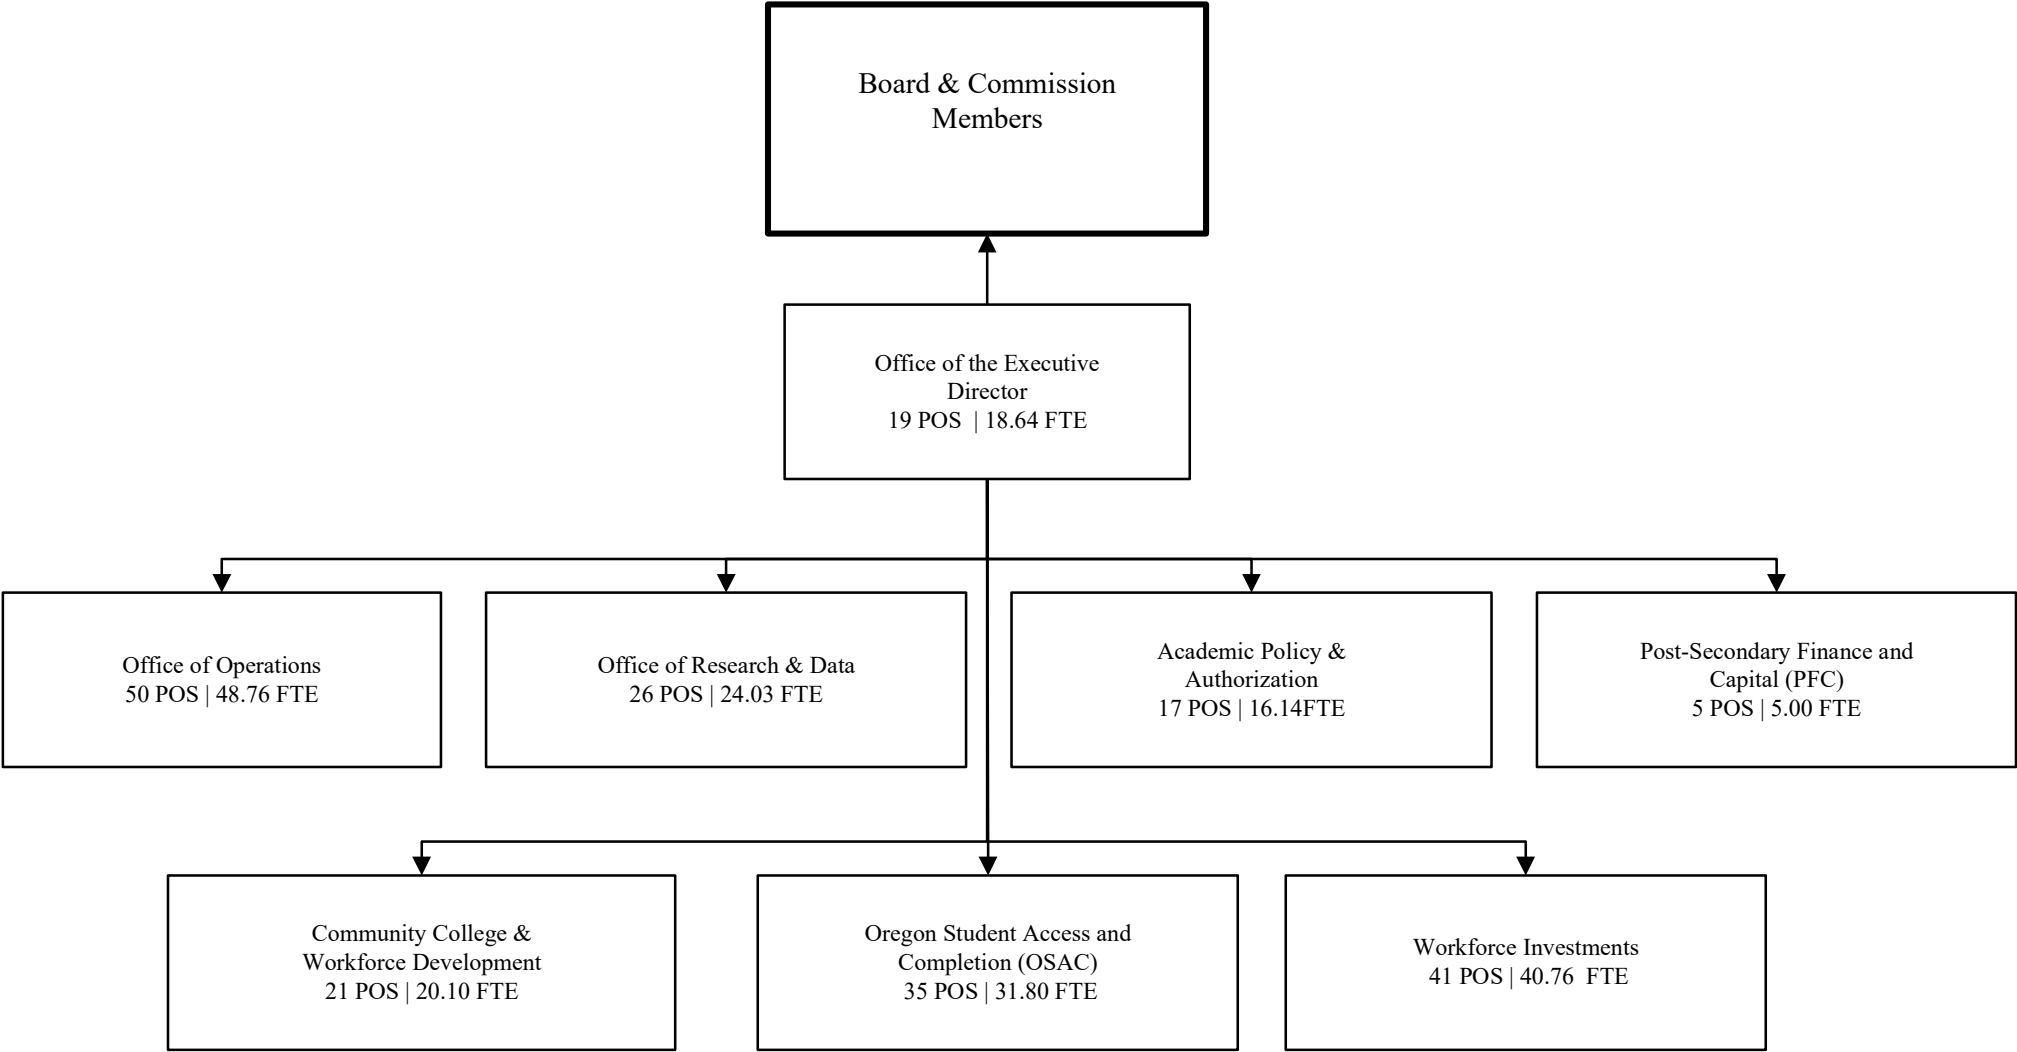 Board & Commission
Members
Office of the Executive
Director
19 POS  | 18.64 FTE
Office of Operations
50 POS | 48.76 FTE
Office of Research & Data
26 POS | 24.03 FTE
Academic Policy &
Authorization
17 POS | 16.14FTE
Post-Secondary Finance and
Capital (PFC)
5 POS | 5.00 FTE
Community College &
Workforce Development
21 POS | 20.10 FTE
Oregon Student Access and
Completion (OSAC)
35 POS | 31.80 FTE
Workforce Investments
41 POS | 40.76  FTE